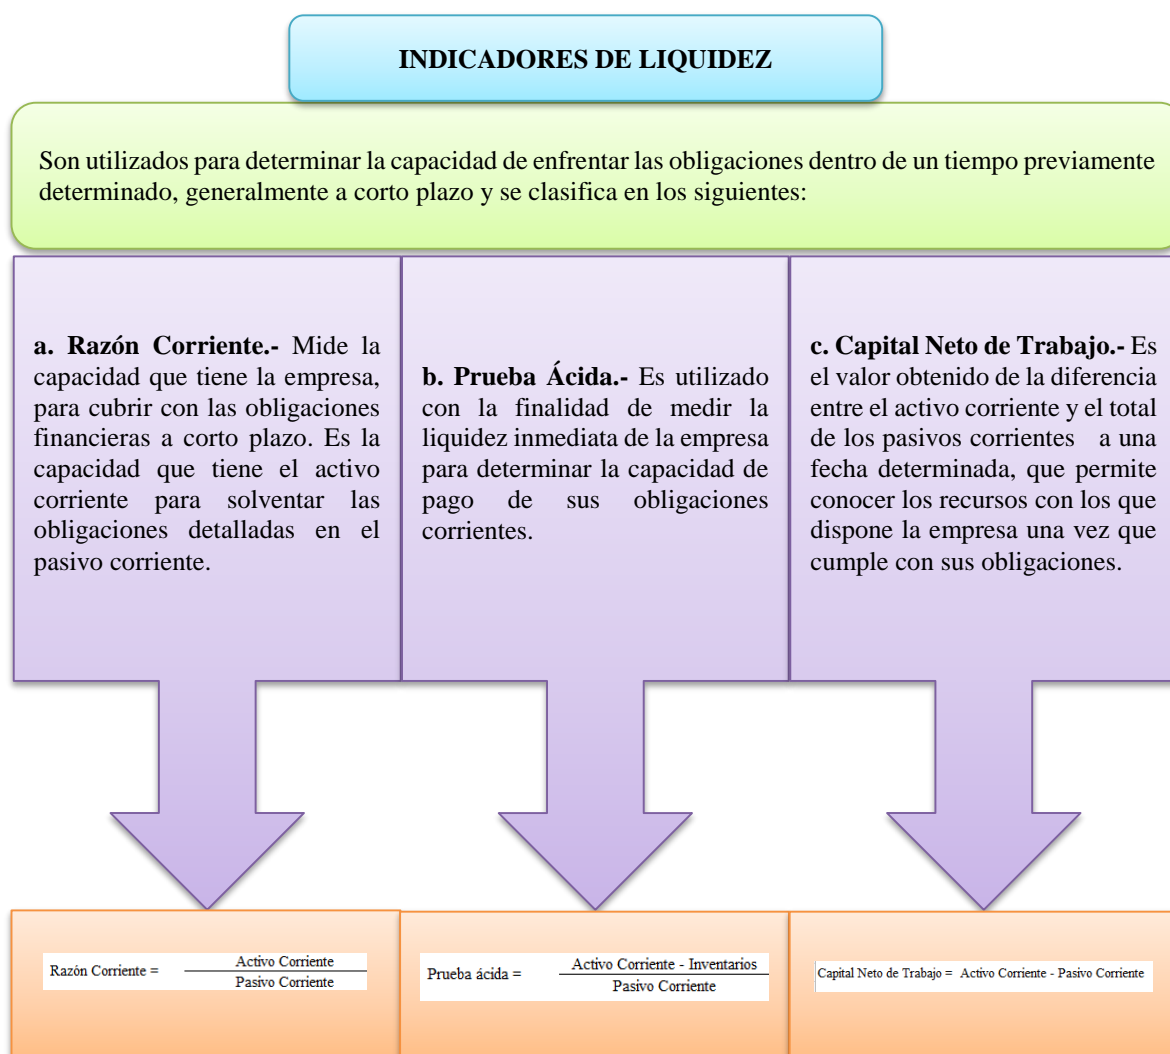 INDICADORES DE LIQUIDEZ
Son utilizados para determinar la capacidad de enfrentar las obligaciones dentro de un tiempo previamente
determinado, generalmente a corto plazo y se clasifica en los siguientes:
a. Razón Corriente.- Mide la
capacidad que tiene la empresa,
para cubrir con las obligaciones
financieras a corto plazo. Es la
capacidad que tiene el activo
corriente para solventar las
obligaciones detalladas en el
pasivo corriente.
b. Prueba Ácida.- Es utilizado
con la finalidad de medir la
liquidez inmediata de la empresa
para determinar la capacidad de
pago de sus obligaciones
corrientes.
c. Capital Neto de Trabajo.- Es
el valor obtenido de la diferencia
entre el activo corriente y el total
de los pasivos corrientes a una
fecha determinada, que permite
conocer los recursos con los que
dispone la empresa una vez que
cumple con sus obligaciones.
Razón Corriente =
Activo Corriente
Pasivo Corriente
Prueba ácida =
Activo Corriente - Inventarios
Pasivo Corriente
Capital Neto de Trabajo = Activo Corriente - Pasivo Corriente